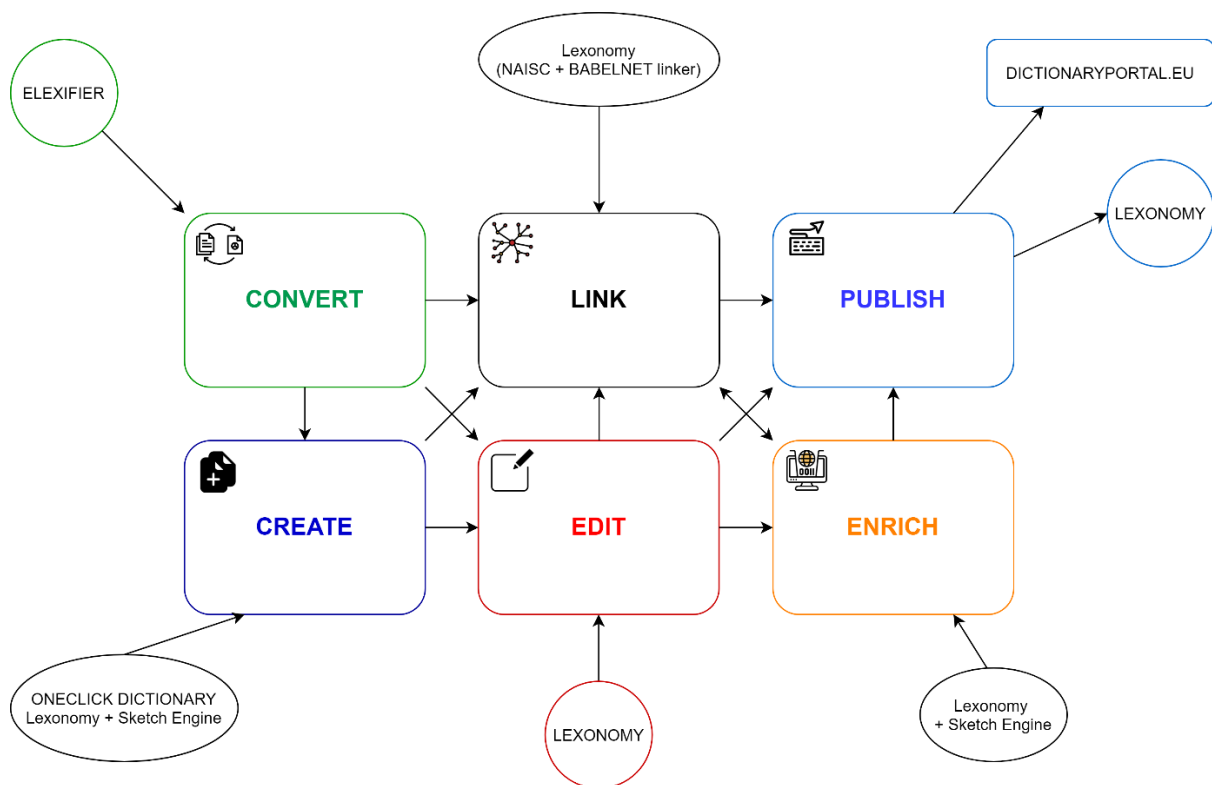 Lexonomy
(NAISC + BABELNET linker)
ELEXIFIER
DICTIONARYPORTAL.EU
LEXONOMY
CONVERT
LINK
PUBLISH
CREATE
EDIT
ENRICH
ONECLICK DICTIONARY
Lexonomy + Sketch Engine
LEXONOMY
Lexonomy
+ Sketch Engine